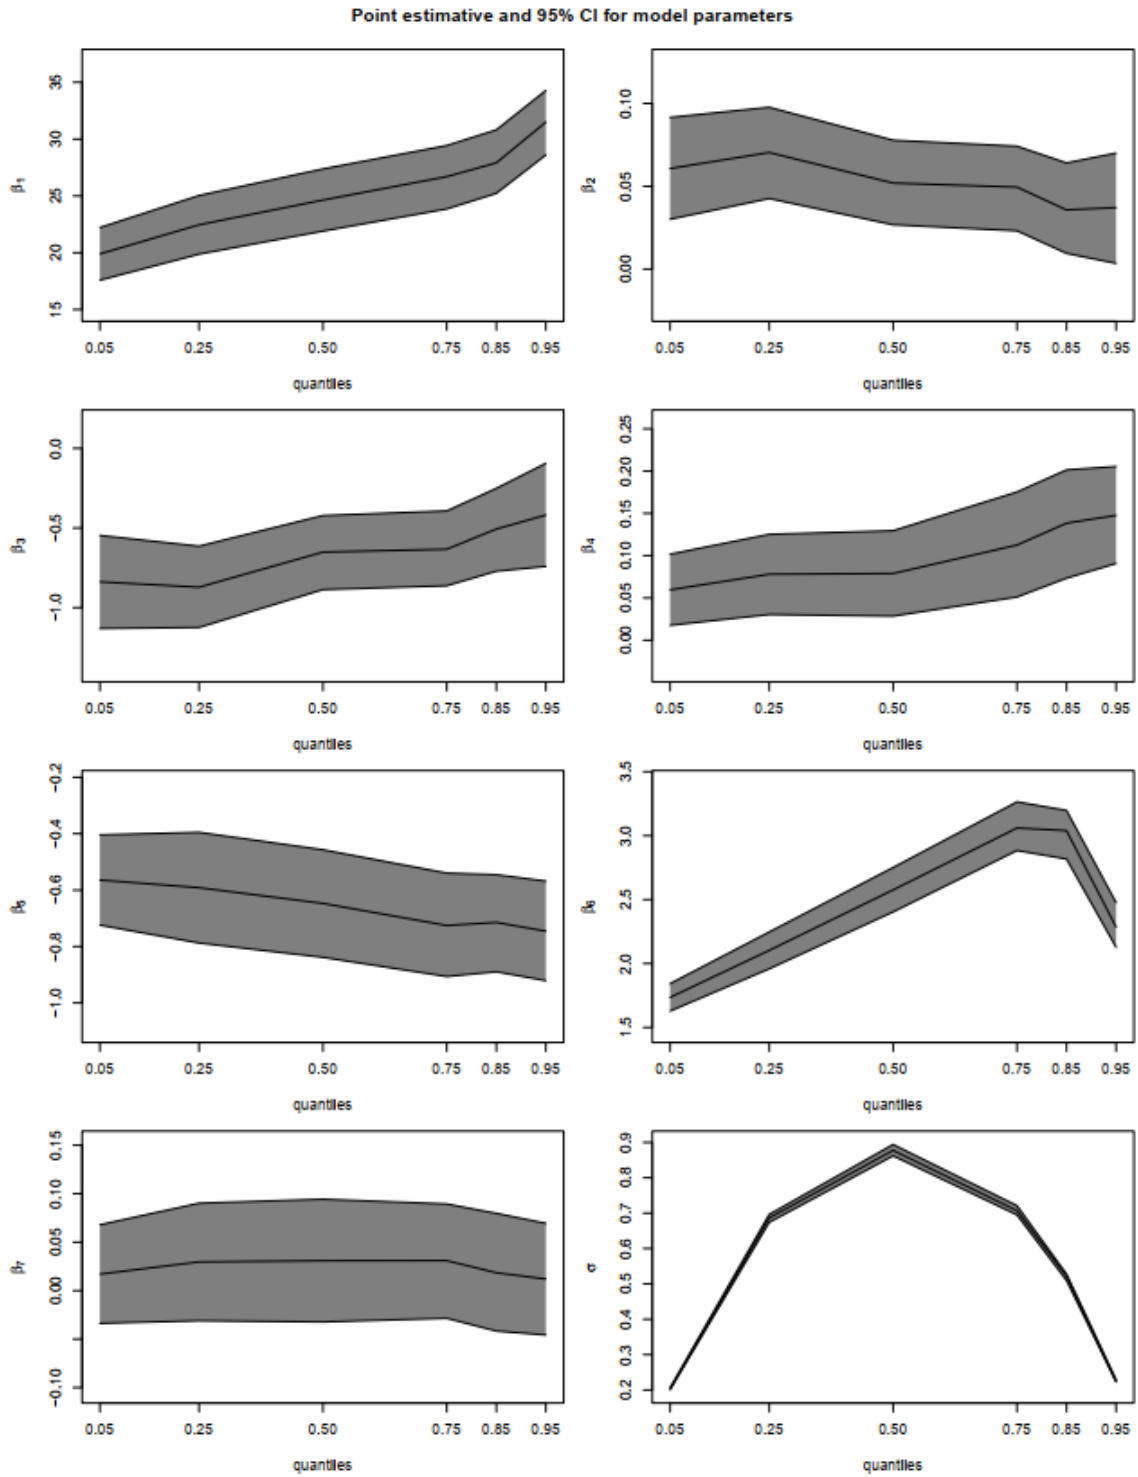 Point estimative and 95% CI for model parameters
β1
35
30
25
20
15
0.05 0.25 0.50 0.75 0.85 0.95
quantiles
β2
0.10
0.05
0.00
0.05 0.25 0.50 0.75 0.85 0.95
quantiles
β3
0.0
−0.5
−1.0
0.05 0.25 0.50 0.75 0.85 0.95
quantiles
β4
0.25
0.20
0.15
0.10
0.05
0.00
0.05 0.25 0.50 0.75 0.85 0.95
quantiles
β5
−0.2
−0.4
−0.6
−0.8
−1.0
0.05 0.25 0.50 0.75 0.85 0.95
quantiles
β6
3.5
3.0
2.5
2.0
1.5
0.05 0.25 0.50 0.75 0.85 0.95
quantiles
β7
0.15
0.10
0.05
0.00
−0.10
0.05 0.25 0.50 0.75 0.85 0.95
quantiles
σ
0.9
0.8
0.7
0.6
0.5
0.4
0.3
0.2
0.05 0.25 0.50 0.75 0.85 0.95
quantiles